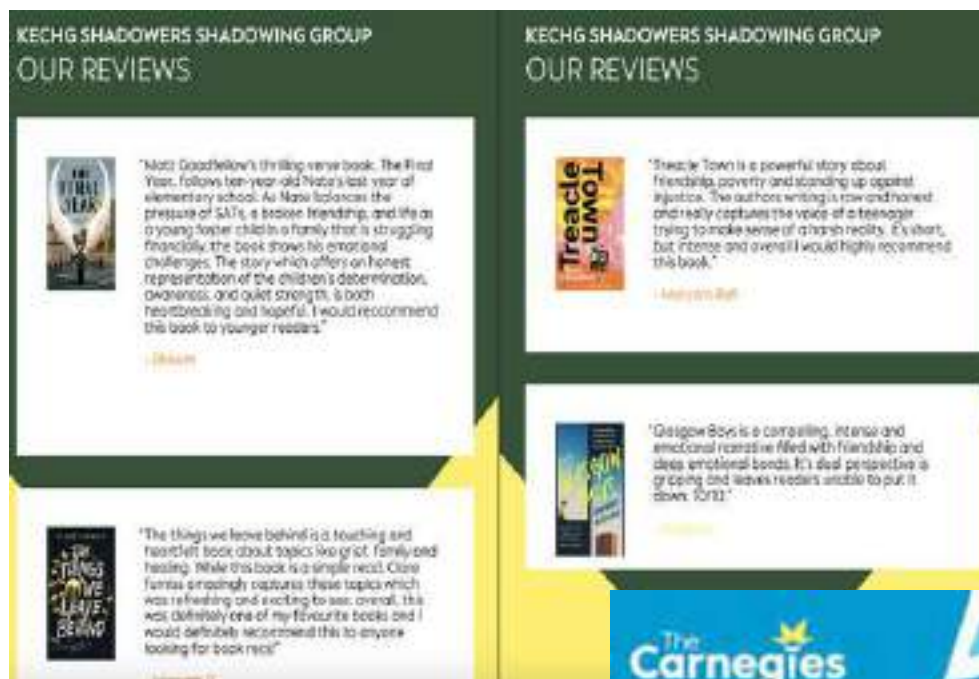 KECHG SHADOWERS SHADOWING GROUP
OUR REVIEWS
THE FINAL YEAR
"Matt Goodfellow's thrilling verse book, The Final
Year, follows ten-year-old Nate's last year of
elementary school. As Nate balances the
pressure of SATs, a broken friendship, and life as
a young foster child in a family that is struggling
financially, the book shows his emotional
challenges. The story which offers an honest
representation of the children's determination,
awareness, and quiet strength, is both
heartbreaking and hopeful. I would reccommend
this book to younger readers."
THE THINGS WE LEAVE BEHIND
"The things we leave behind is a touching and
heartfelt book about topics like grief, family and
healing. While this book is a simple read, Clare
Furniss amazingly captures these topics which
was refreshing and exciting to see. overall, this
was definitely one of my favourite books and I
would definitely recommend this to anyone
looking for book recs!"
KECHG SHADOWERS SHADOWING GROUP
OUR REVIEWS
Treacle Town
"Treacle Town is a powerful story about
friendship, poverty and standing up against
injustice. The authors writing is raw and honest
and really captures the voice of a teenager
trying to make sense of a harsh reality. It's short,
but intense and overall I would highly recommend
this book."
"Glasgow Boys is a compelling, intense and
emotional narrative filled with friendship and
deep emotional bonds. It's dual perspective is
gripping and leaves readers unable to put it
down. 10/10."
The
Carnegies